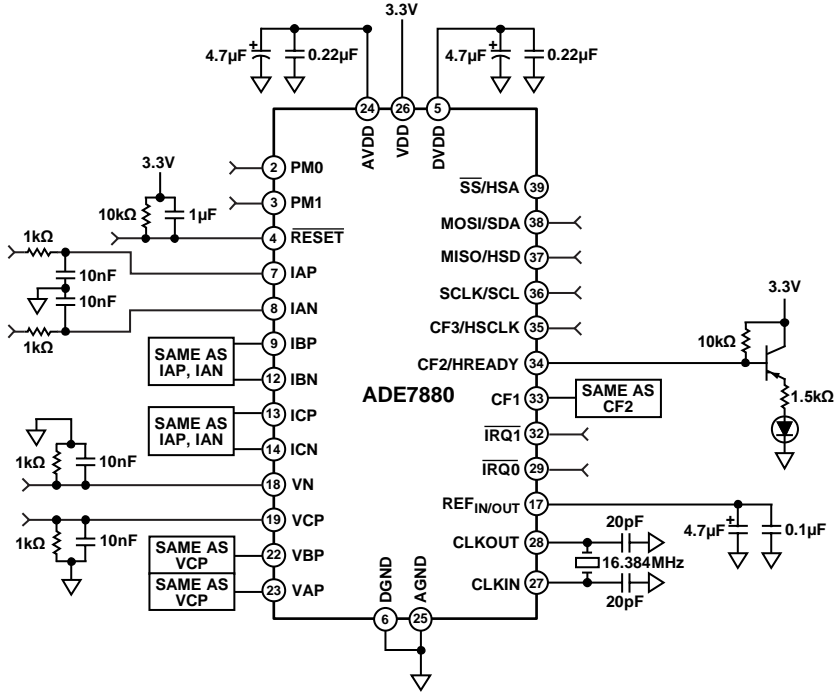 3.3V
4.7µF
+
0.22µF
4.7µF
+
0.22µF
24
26
5
AVDD
VDD
DVDD
2
PM0
3
PM1
3.3V
10kΩ
1µF
4
RESET
1kΩ
7
IAP
10nF
10nF
8
IAN
1kΩ
9
IBP
SAME AS
IAP, IAN
12
IBN
13
ICP
SAME AS
IAP, IAN
14
ICN
1kΩ
10nF
18
VN
19
VCP
1kΩ
10nF
SAME AS
VCP
22
VBP
SAME AS
VCP
23
VAP
ADE7880
SS/HSA
39
MOSI/SDA
38
MISO/HSD
37
SCLK/SCL
36
CF3/HSCLK
35
CF2/HREADY
34
3.3V
10kΩ
1.5kΩ
CF1
33
SAME AS
CF2
IRQ1
32
IRQ0
29
REFIN/OUT
17
4.7µF
+
0.1µF
20pF
CLKOUT
28
16.384MHz
CLKIN
27
20pF
DGND
AGND
6
25